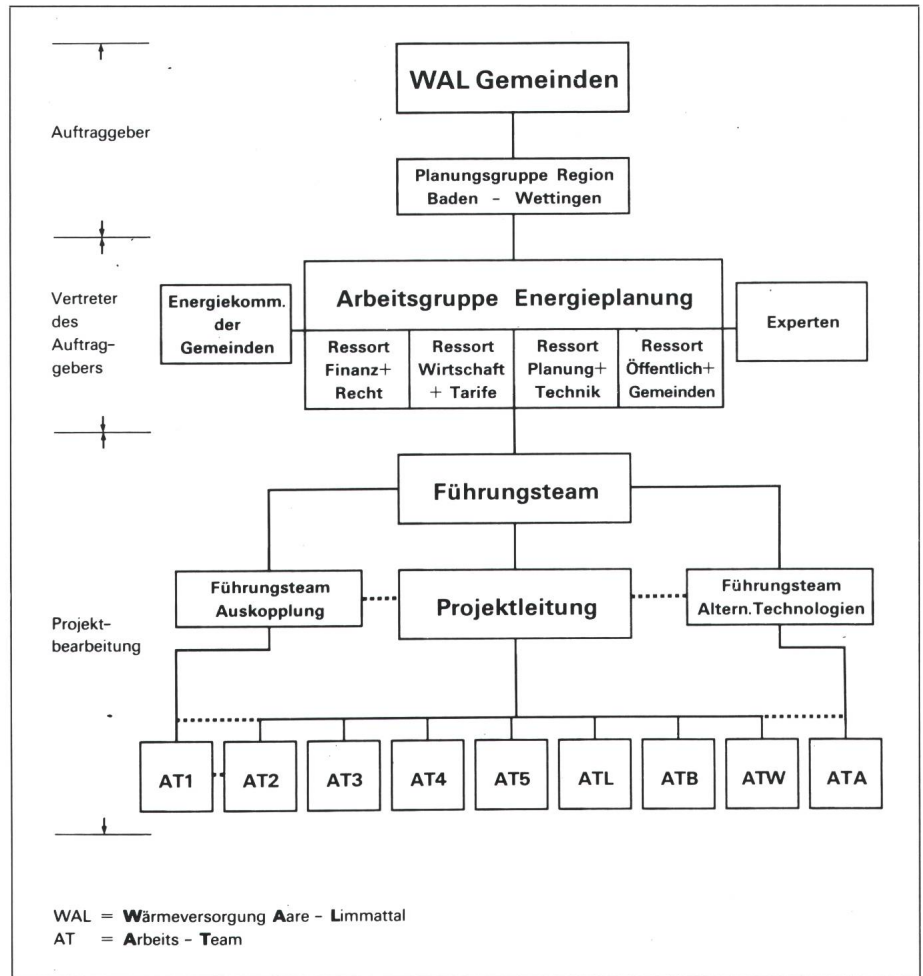 WAL Gemeinden
Auftraggeber
Planungsgruppe Region
Baden - Wettingen
Vertreter
des
Auftrag-
gebers
Energiekomm.
der
Gemeinden
Arbeitsgruppe Energieplanung
Experten
Ressort
Finanz+
Recht
Ressort
Wirtschaft
+ Tarife
Ressort
Planung+
Technik
Ressort
Öffentlich+
Gemeinden
Führungsteam
Führungsteam
Auskopplung
Projektleitung
Führungsteam
Altern.Technologien
Projekt-
bearbeitung
AT1
AT2
AT3
AT4
AT5
ATL
ATB
ATW
ATA
WAL = Wärmeversorgung Aare - Limmattal
AT = Arbeits - Team